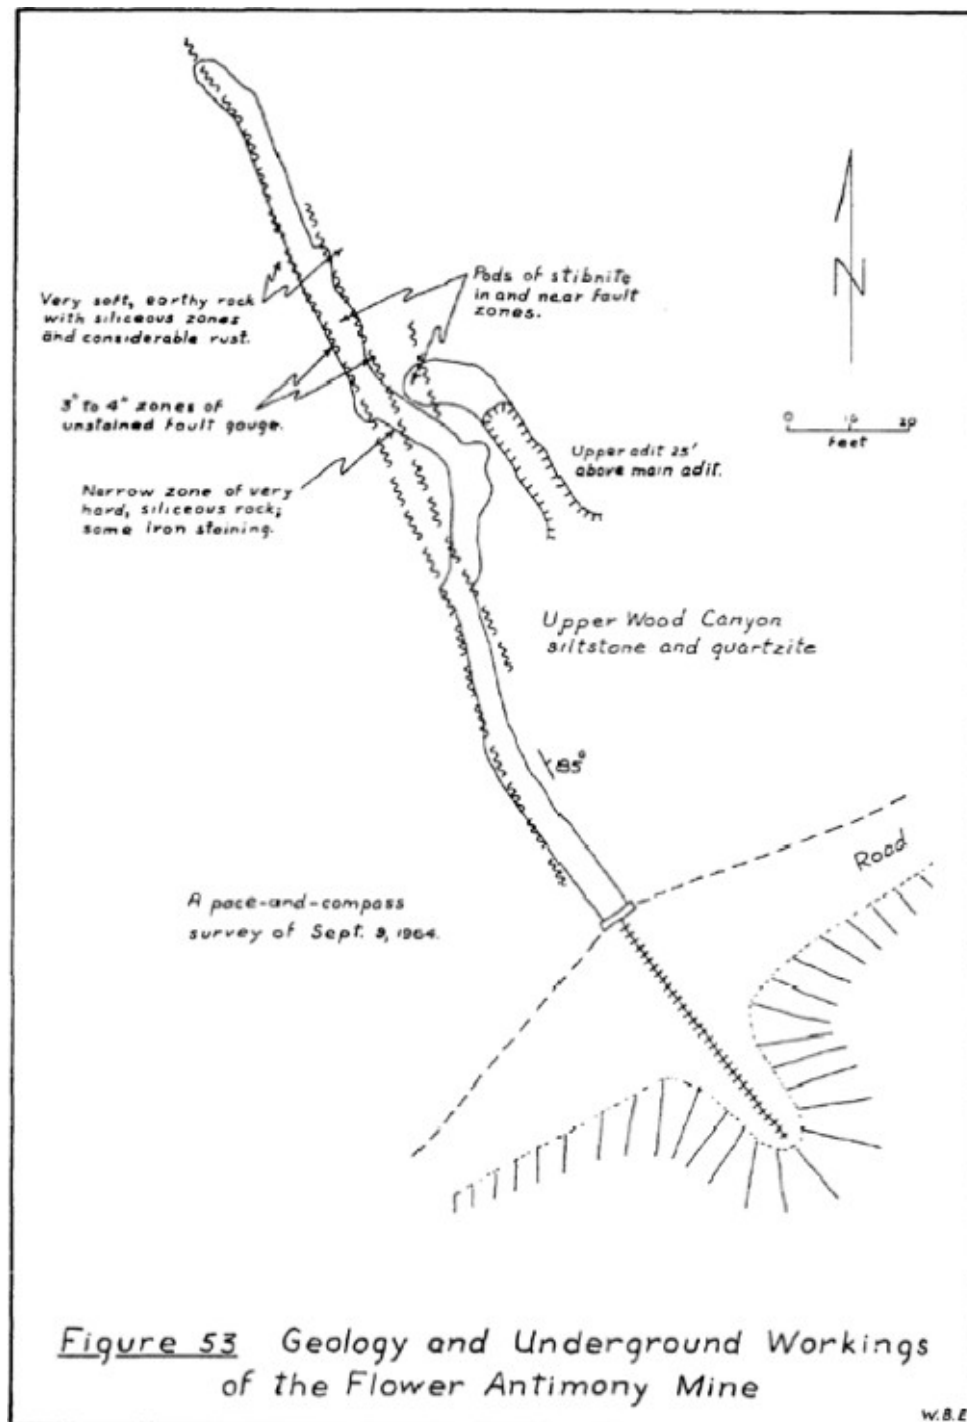 Pods of stibnite
in and near fault
zones.
Very soft, earthy rock
with siliceous zones
and considerable rust.
3" to 4" zones of
unstained fault gouge.
Narrow zone of very
hard, siliceous rock;
some iron staining.
Upper adit 25'
above main adit.
N
0 10 20
Feet
Upper Wood Canyon
siltstone and quartzite
85°
Road
A pace-and-compass
survey of Sept. 9, 1964.
Figure 53 Geology and Underground Workings
of the Flower Antimony Mine
W.B.B